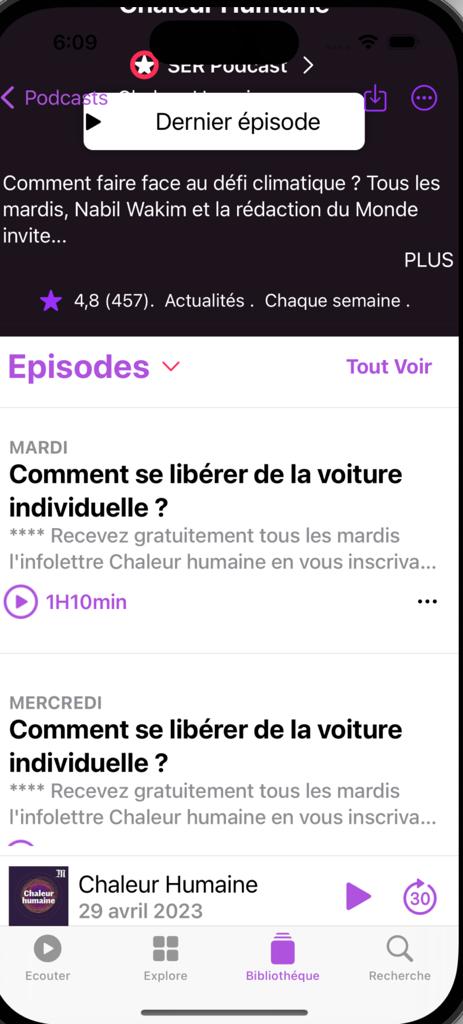 Chaleur Humaine
6:09
SER Podcast
Podcasts
Dernier épisode
Comment faire face au défi climatique ? Tous les
mardis, Nabil Wakim et la rédaction du Monde
invite...
PLUS
4,8 (457). Actualités . Chaque semaine .
Episodes
Tout Voir
MARDI
Comment se libérer de la voiture
individuelle ?
**** Recevez gratuitement tous les mardis
l'infolettre Chaleur humaine en vous inscriva...
1H10min
MERCREDI
Comment se libérer de la voiture
individuelle ?
**** Recevez gratuitement tous les mardis
l'infolettre Chaleur humaine en vous inscriva...
M
Chaleur
humaine
Chaleur Humaine
29 avril 2023
30
Ecouter
Explore
Bibliothéque
Recherche